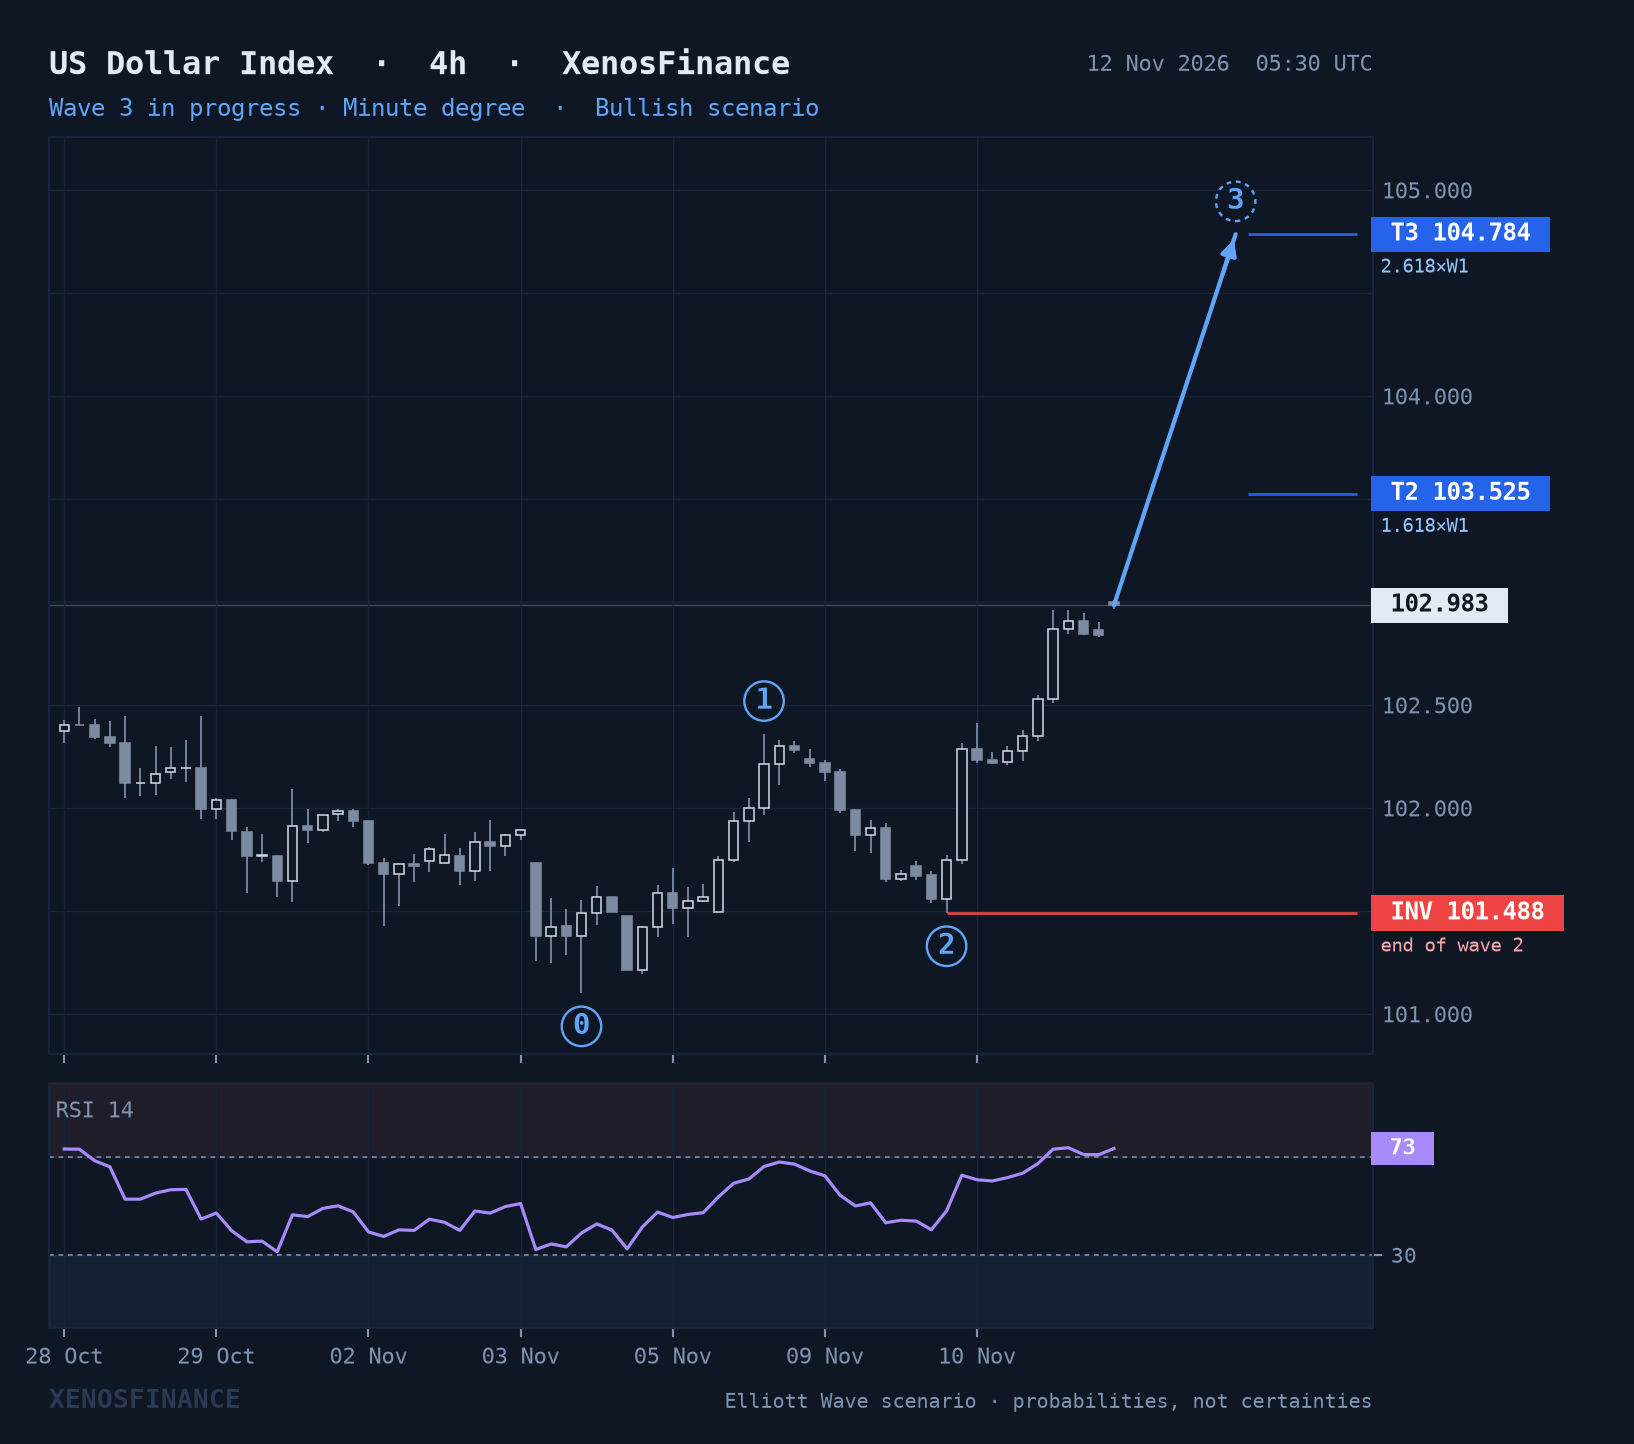 US Dollar Index · 4h · XenosFinance
12 Nov 2026 05:30 UTC
Wave 3 in progress · Minute degree · Bullish scenario
3
105.000
T3 104.784
2.618×W1
104.000
T2 103.525
1.618×W1
102.983
1
102.500
102.000
INV 101.488
2
end of wave 2
0
101.000
RSI 14
73
30
28 Oct 29 Oct 02 Nov 03 Nov 05 Nov 09 Nov 10 Nov
XENOSFINANCE
Elliott Wave scenario · probabilities, not certainties